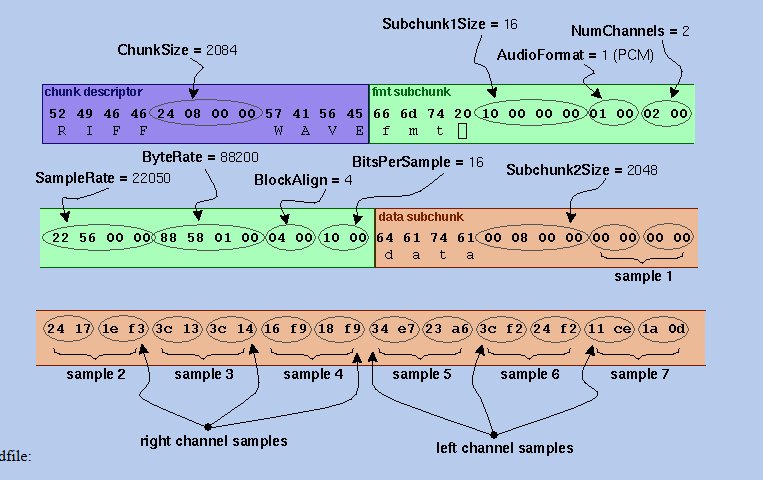 Subchunk1Size = 16
NumChannels = 2
ChunkSize = 2084
AudioFormat = 1 (PCM)
chunk descriptor
fmt subchunk
52 49 46 46 24 08 00 00 57 41 56 45 66 6d 74 20 10 00 00 00 01 00 02 00
R I F F W A V E f m t
ByteRate = 88200
BitsPerSample = 16
SampleRate = 22050
BlockAlign = 4
Subchunk2Size = 2048
data subchunk
22 56 00 00 88 58 01 00 04 00 10 00 64 61 74 61 00 08 00 00 00 00 00 00
d a t a
sample 1
24 17 1e f3 3c 13 3c 14 16 f9 18 f9 34 e7 23 a6 3c f2 24 f2 11 ce 1a 0d
sample 2 sample 3 sample 4 sample 5 sample 6 sample 7
right channel samples
left channel samples
dfile: